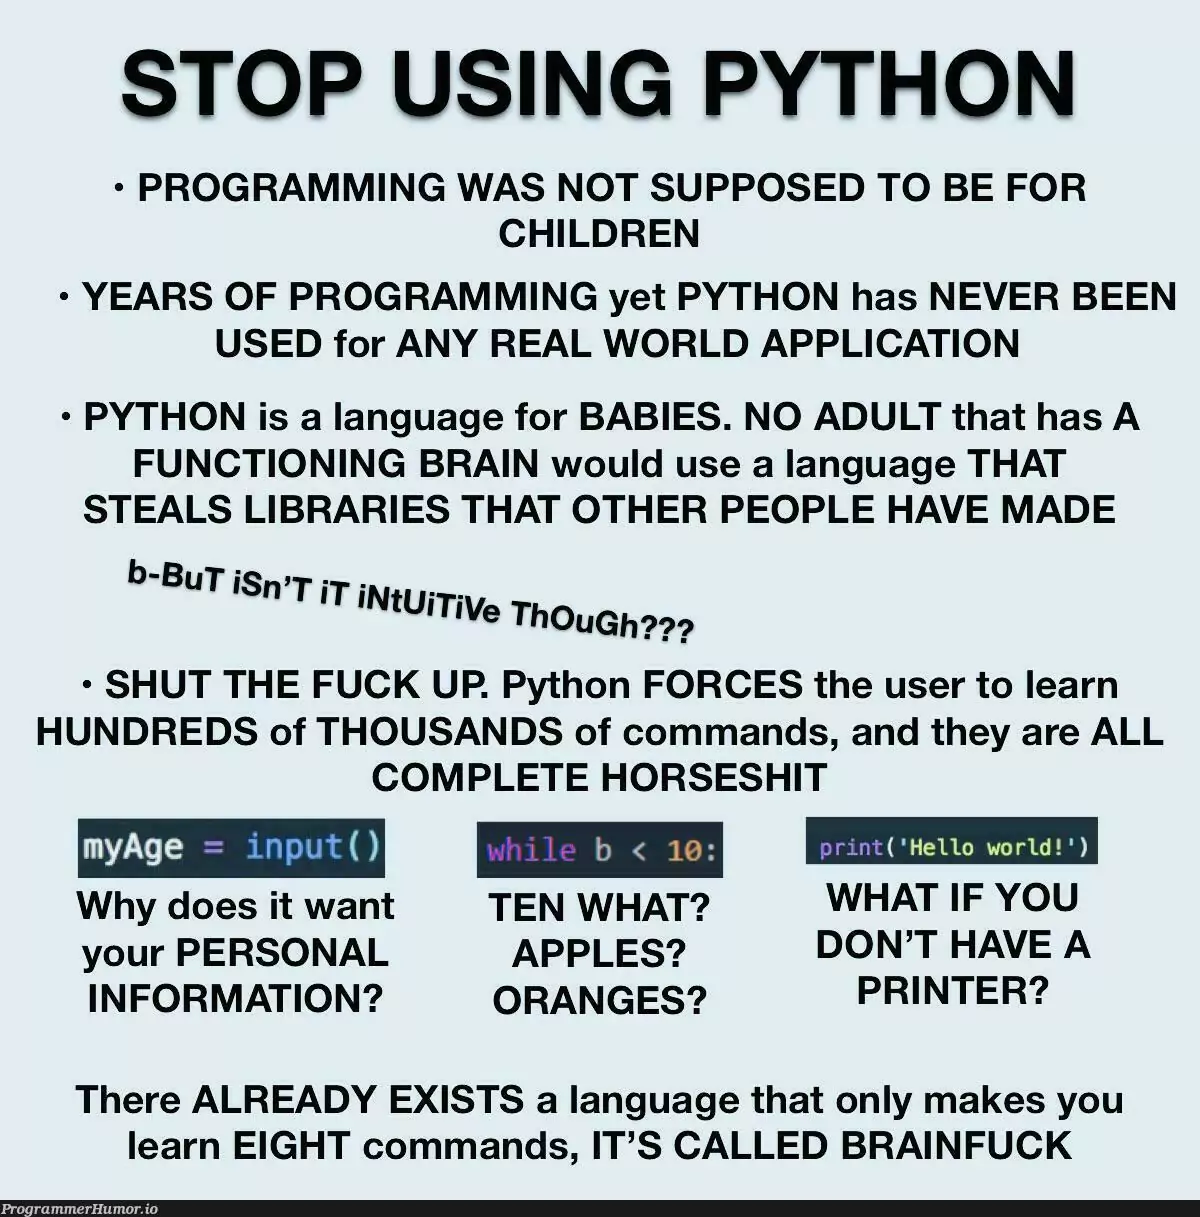 STOP USING PYTHON
• PROGRAMMING WAS NOT SUPPOSED TO BE FOR
CHILDREN
• YEARS OF PROGRAMMING yet PYTHON has NEVER BEEN
USED for ANY REAL WORLD APPLICATION
• PYTHON is a language for BABIES. NO ADULT that has A
FUNCTIONING BRAIN would use a language THAT
STEALS LIBRARIES THAT OTHER PEOPLE HAVE MADE
b-BuT iSn’T iT iNtUiTiVe ThOuGh???
• SHUT THE FUCK UP. Python FORCES the user to learn
HUNDREDS of THOUSANDS of commands, and they are ALL
COMPLETE HORSESHIT
myAge = input()
Why does it want
your PERSONAL
INFORMATION?
while b < 10:
TEN WHAT?
APPLES?
ORANGES?
print('Hello world!')
WHAT IF YOU
DON’T HAVE A
PRINTER?
There ALREADY EXISTS a language that only makes you
learn EIGHT commands, IT’S CALLED BRAINFUCK
ProgrammerHumor.io